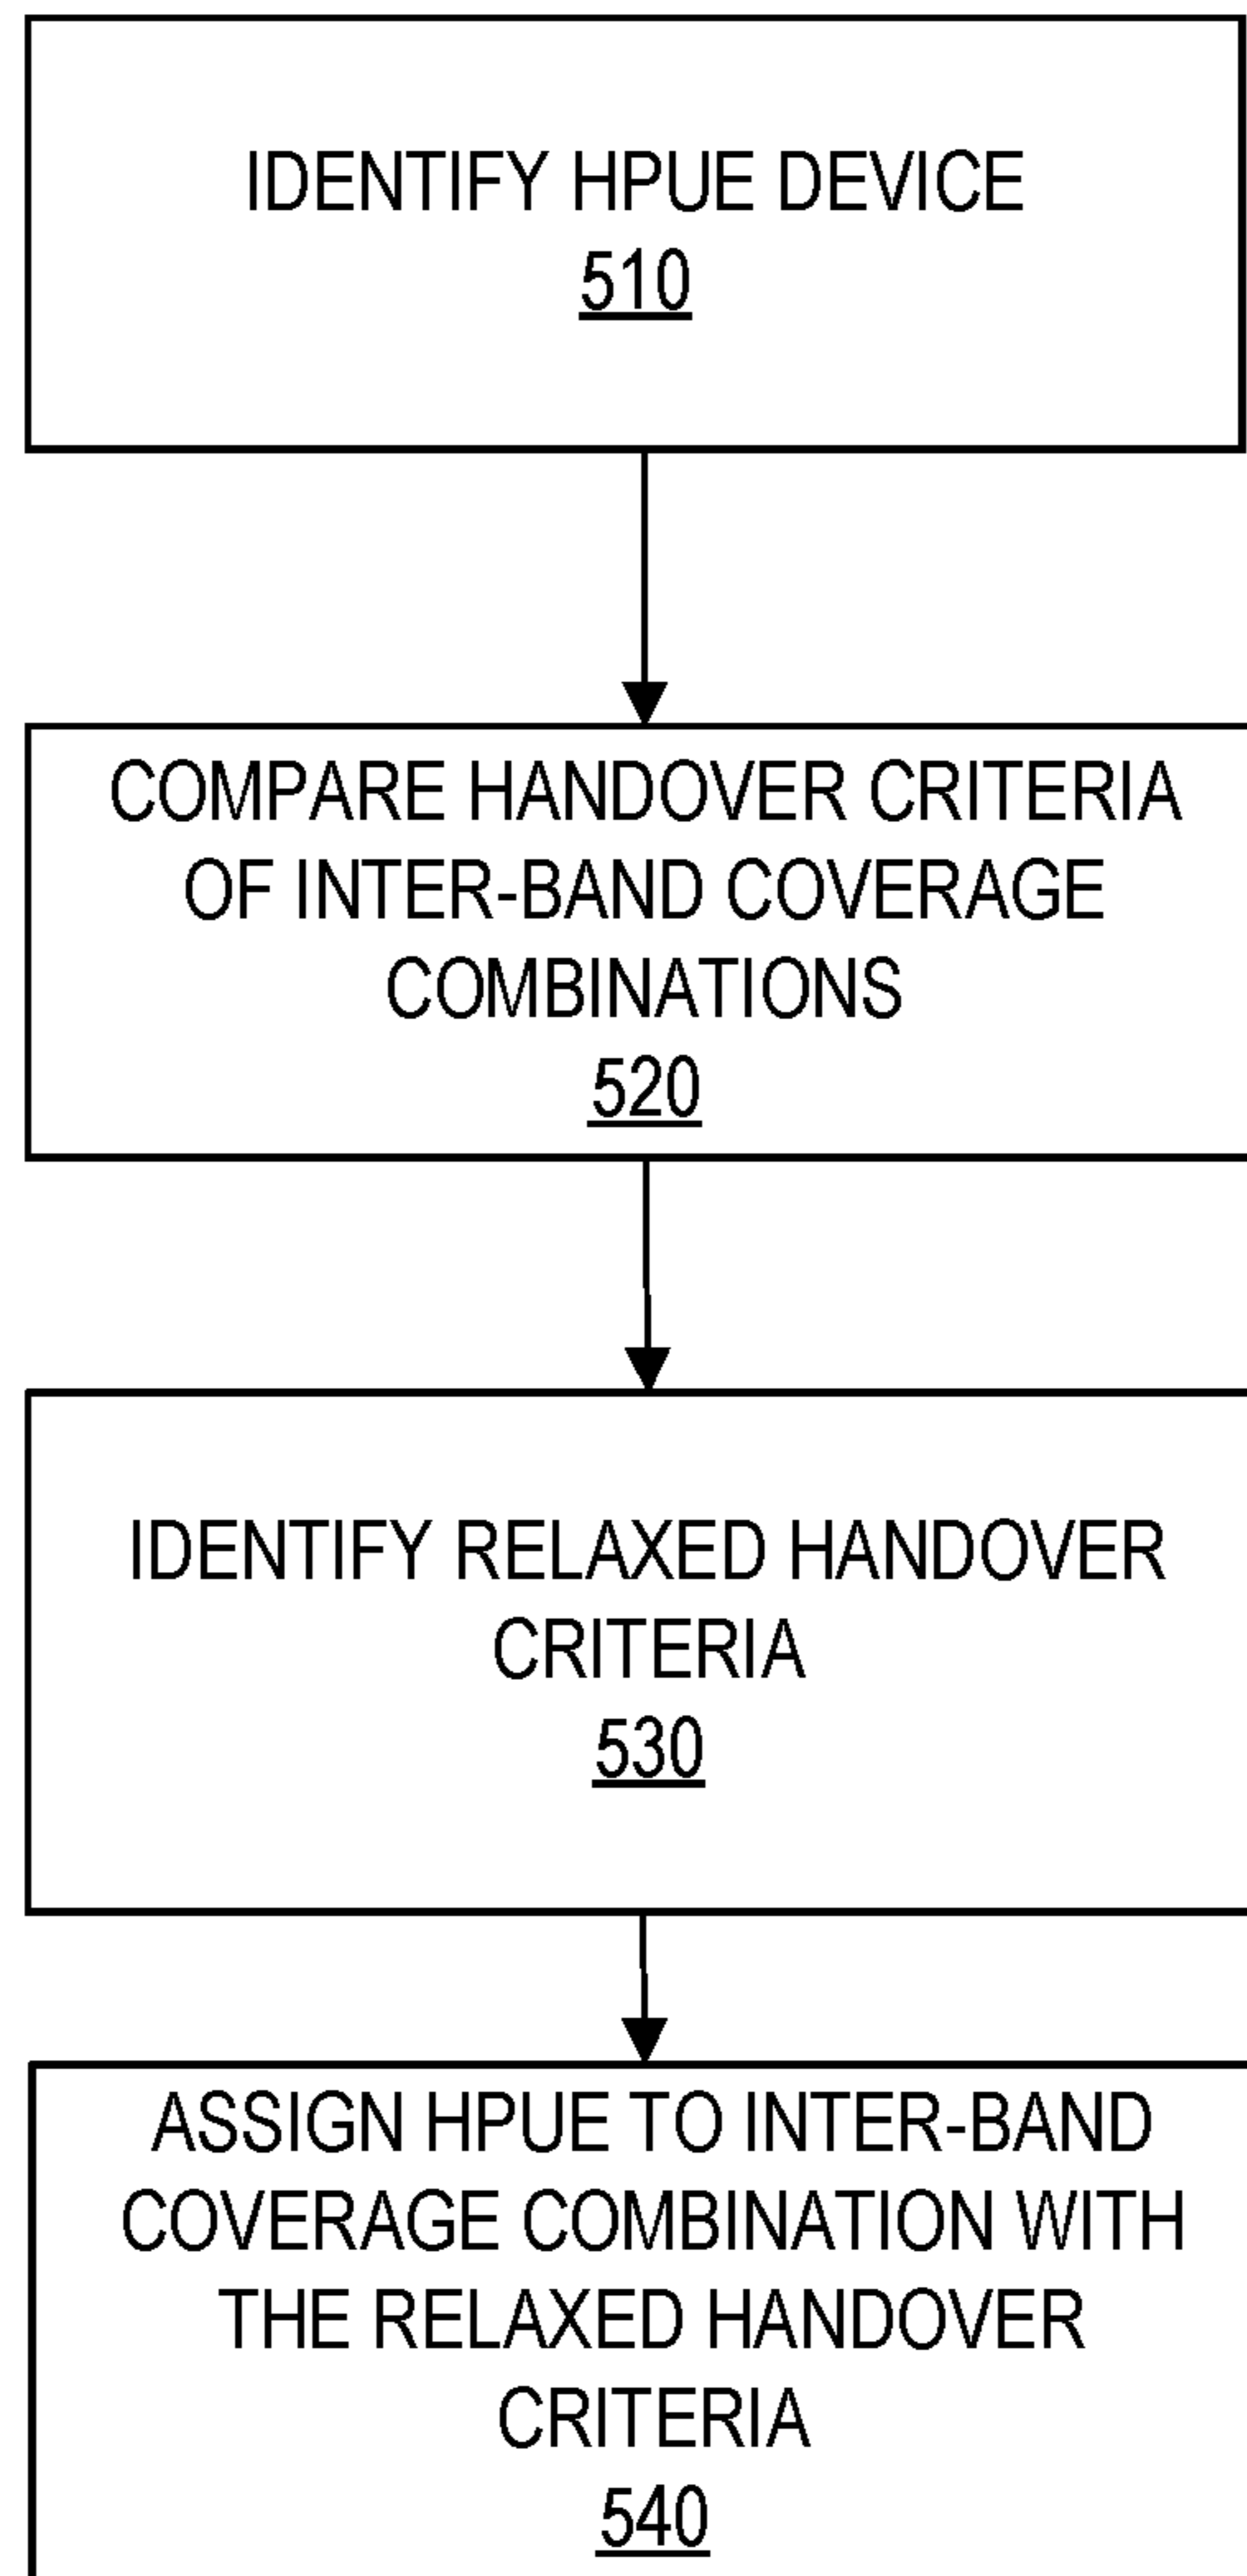 IDENTIFY HPUE DEVICE
510
COMPARE HANDOVER CRITERIA
OF INTER-BAND COVERAGE
COMBINATIONS
520
IDENTIFY RELAXED HANDOVER
CRITERIA
530
ASSIGN HPUE TO INTER-BAND
COVERAGE COMBINATION WITH
THE RELAXED HANDOVER
CRITERIA
540